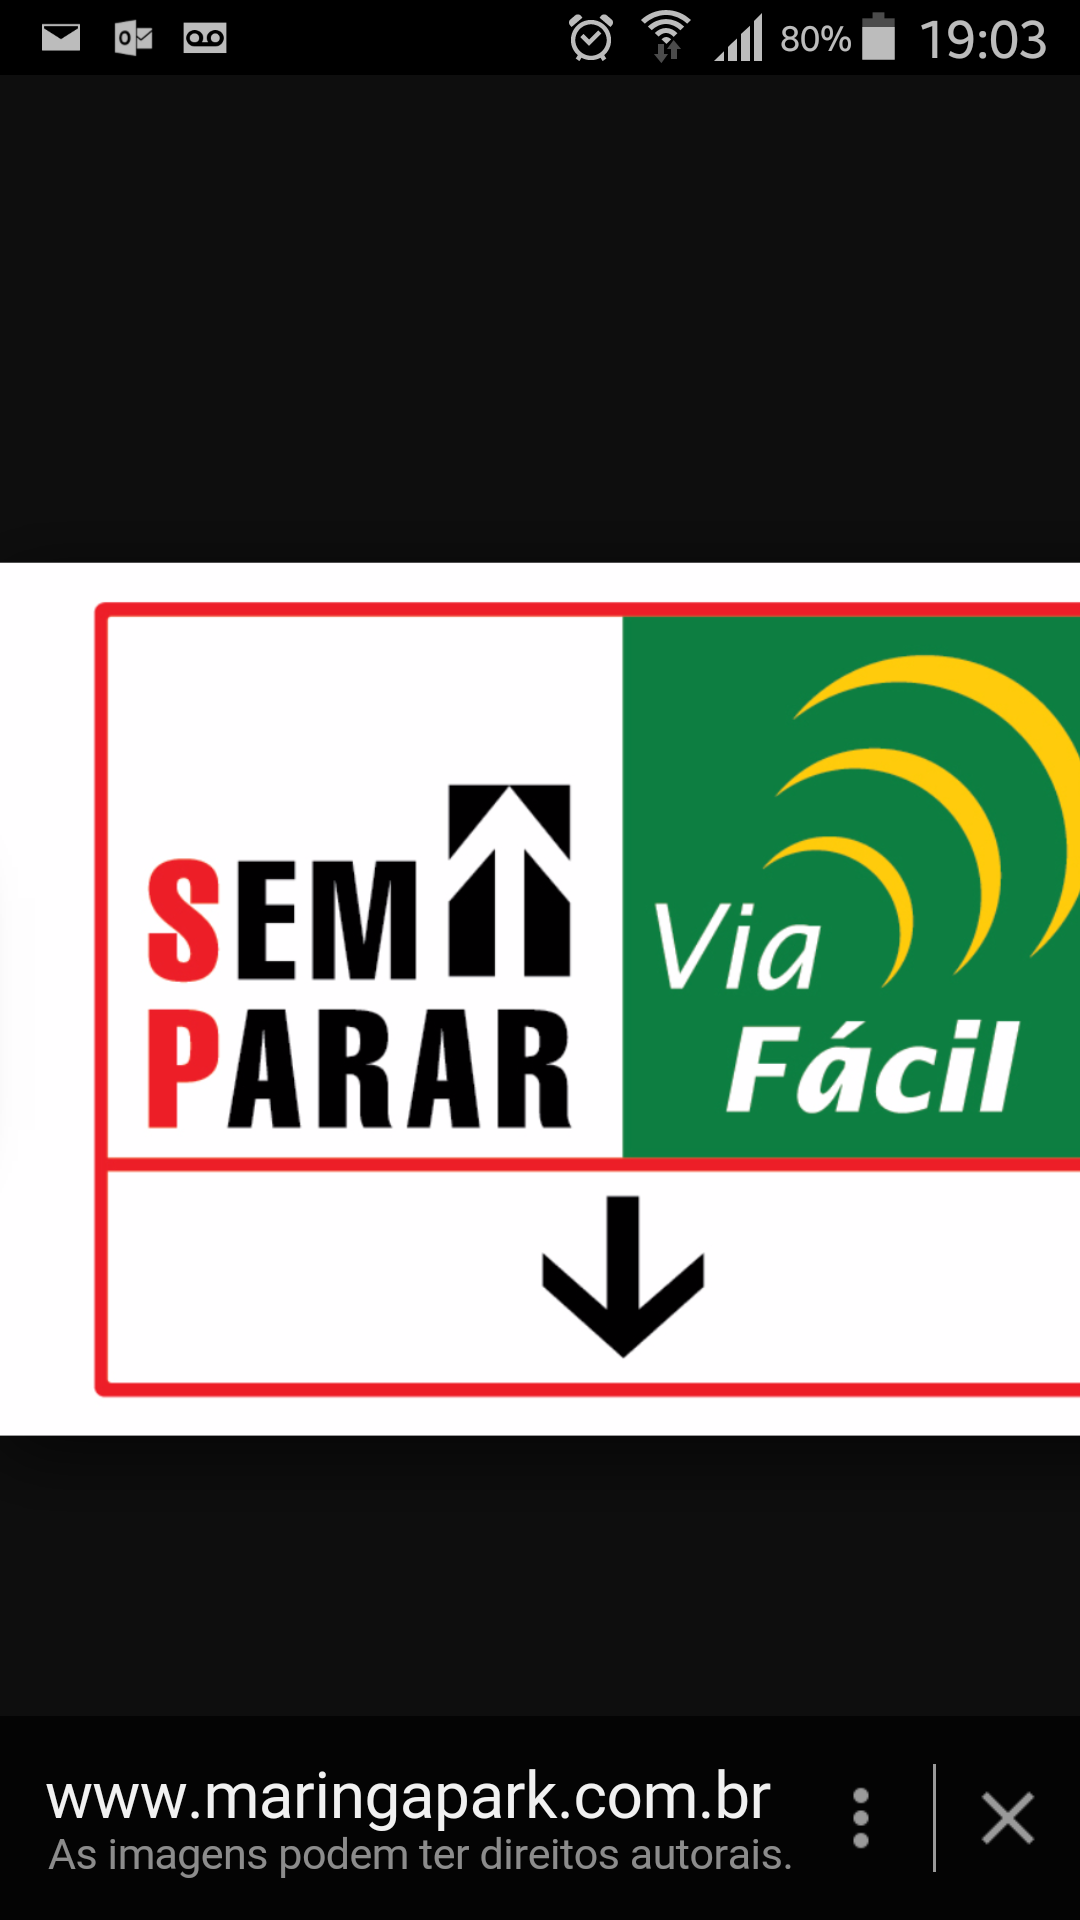 80% 19:03
SEM
PARAR
Via
Fácil
www.maringapark.com.br
As imagens podem ter direitos autorais.